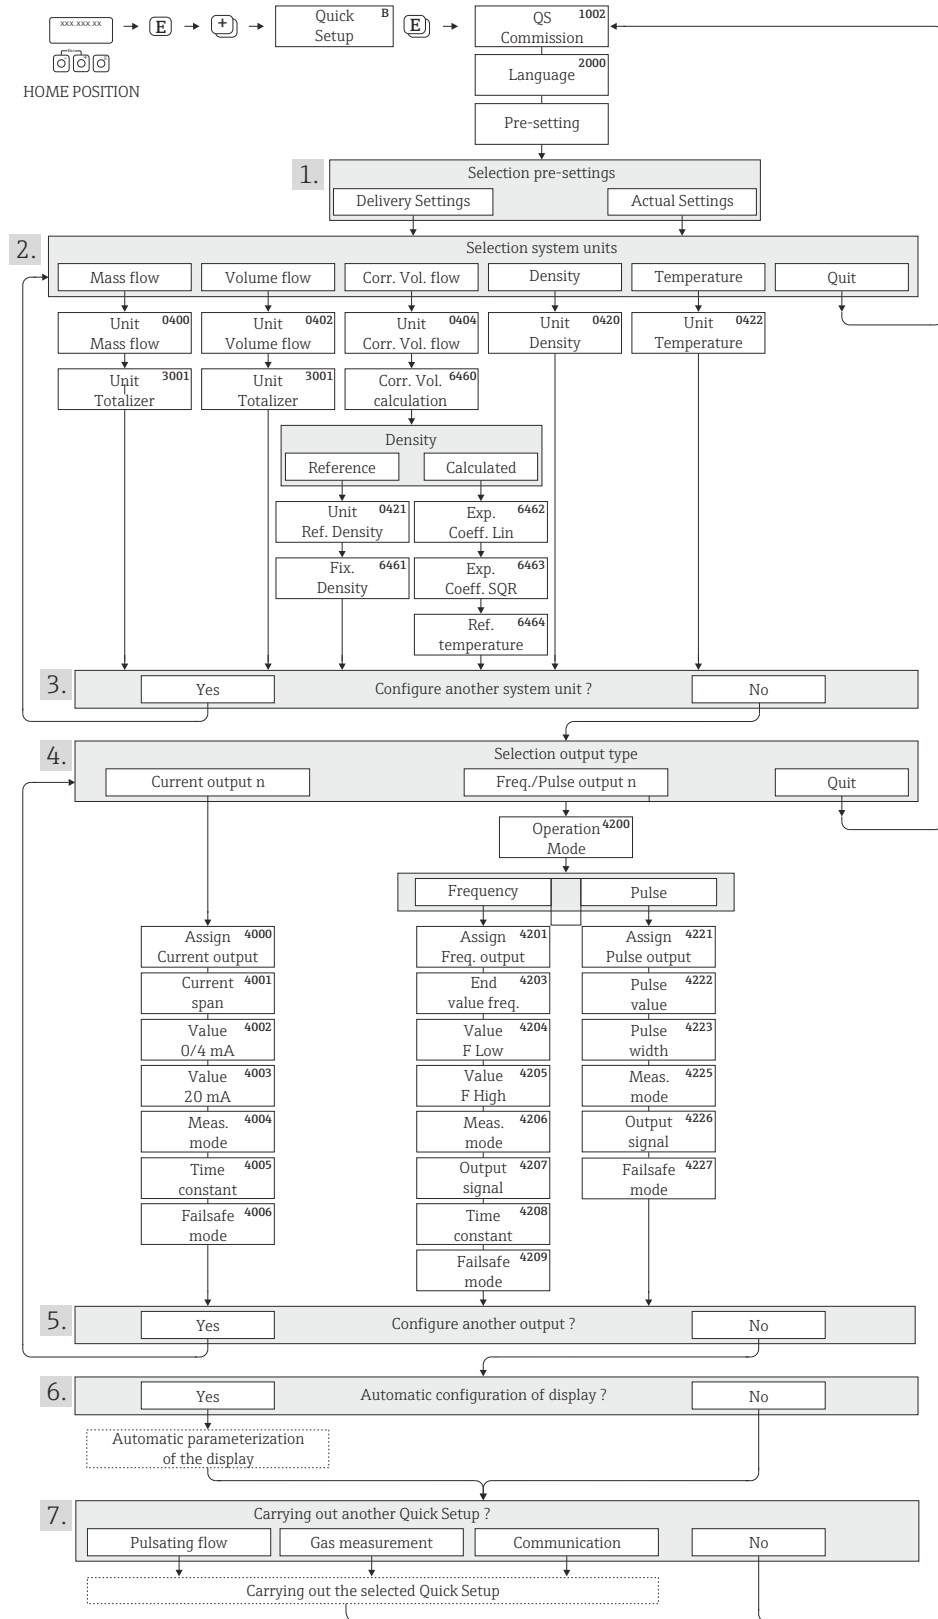 xxx.xxx.xx
E
+
Quick
Setup
B
E
QS
Commission
1002
Esc
HOME POSITION
Language
2000
Pre-setting
1.
Selection pre-settings
Delivery Settings
Actual Settings
2.
Selection system units
Mass flow
Volume flow
Corr. Vol. flow
Density
Temperature
Quit
Unit
Mass flow
0400
Unit
Volume flow
0402
Unit
Corr. Vol. flow
0404
Unit
Density
0420
Unit
Temperature
0422
Unit
Totalizer
3001
Unit
Totalizer
3001
Corr. Vol.
calculation
6460
Density
Reference
Calculated
Unit
Ref. Density
0421
Exp.
Coeff. Lin
6462
Fix.
Density
6461
Exp.
Coeff. SQR
6463
Ref.
temperature
6464
3.
Yes
Configure another system unit ?
No
4.
Selection output type
Current output n
Freq./Pulse output n
Quit
Operation
Mode
4200
Frequency
Pulse
Assign
Current output
4000
Assign
Freq. output
4201
Assign
Pulse output
4221
Current
span
4001
End
value freq.
4203
Pulse
value
4222
Value
0/4 mA
4002
Value
F Low
4204
Pulse
width
4223
Value
20 mA
4003
Value
F High
4205
Meas.
mode
4225
Meas.
mode
4004
Meas.
mode
4206
Output
signal
4226
Time
constant
4005
Output
signal
4207
Failsafe
mode
4227
Failsafe
mode
4006
Time
constant
4208
Failsafe
mode
4209
5.
Yes
Configure another output ?
No
6.
Yes
Automatic configuration of display ?
No
Automatic parameterization
of the display
7.
Carrying out another Quick Setup ?
Pulsating flow
Gas measurement
Communication
No
Carrying out the selected Quick Setup